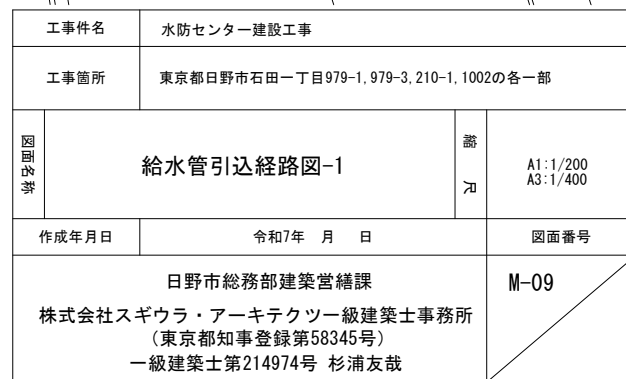 工事件名 水防センター建設工事
工事箇所 東京都日野市石田一丁目979-1,979-3,210-1,1002の各一部
図面名称 給水管引込経路図-1 縮尺 A1:1/200
A3:1/400
作成年月日 令和7年 月 日 図面番号
日野市総務部建築営繕課 M-09
株式会社スギウラ・アーキテクツ一級建築士事務所
(東京都知事登録第58345号)
一級建築士第214974号 杉浦友哉